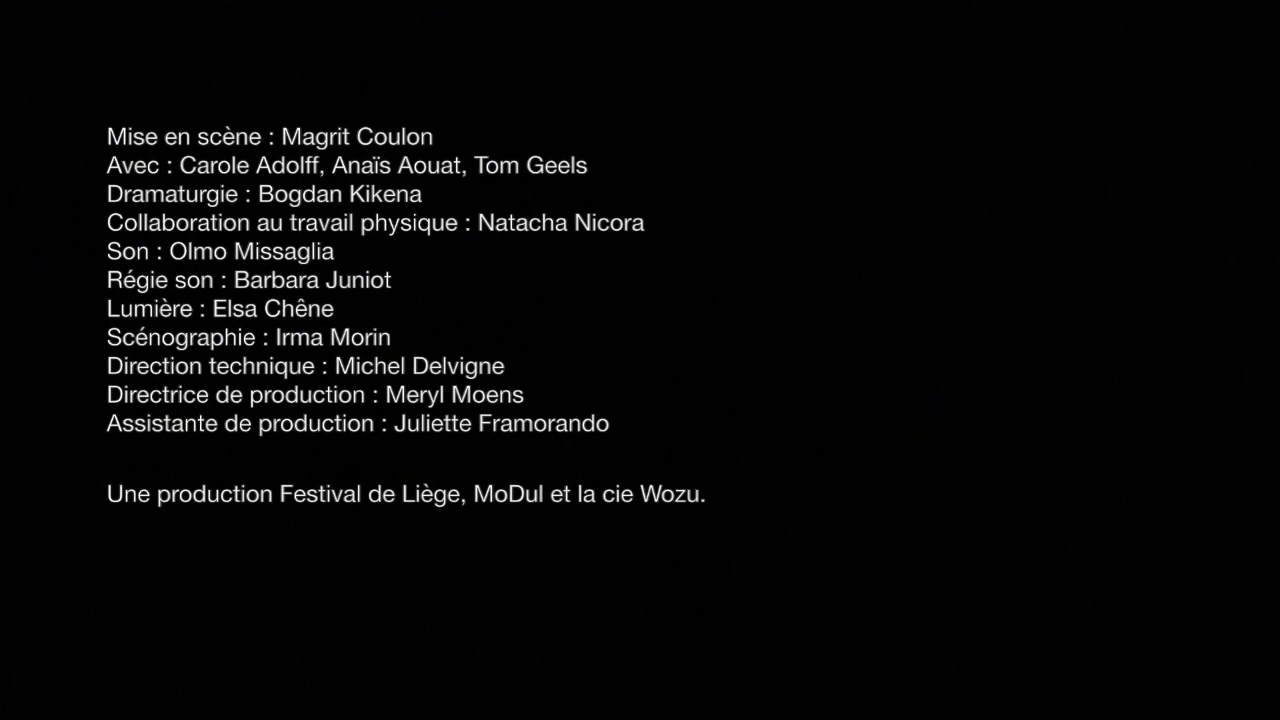 Mise en scène : Magrit Coulon
Avec : Carole Adolff, Anaïs Aouat, Tom Geels
Dramaturgie : Bogdan Kikena
Collaboration au travail physique : Natacha Nicora
Son : Olmo Missaglia
Régie son : Barbara Juniot
Lumière : Elsa Chêne
Scénographie : Irma Morin
Direction technique : Michel Delvigne
Directrice de production : Meryl Moens
Assistante de production : Juliette Framorando
Une production Festival de Liège, MoDul et la cie Wozu.